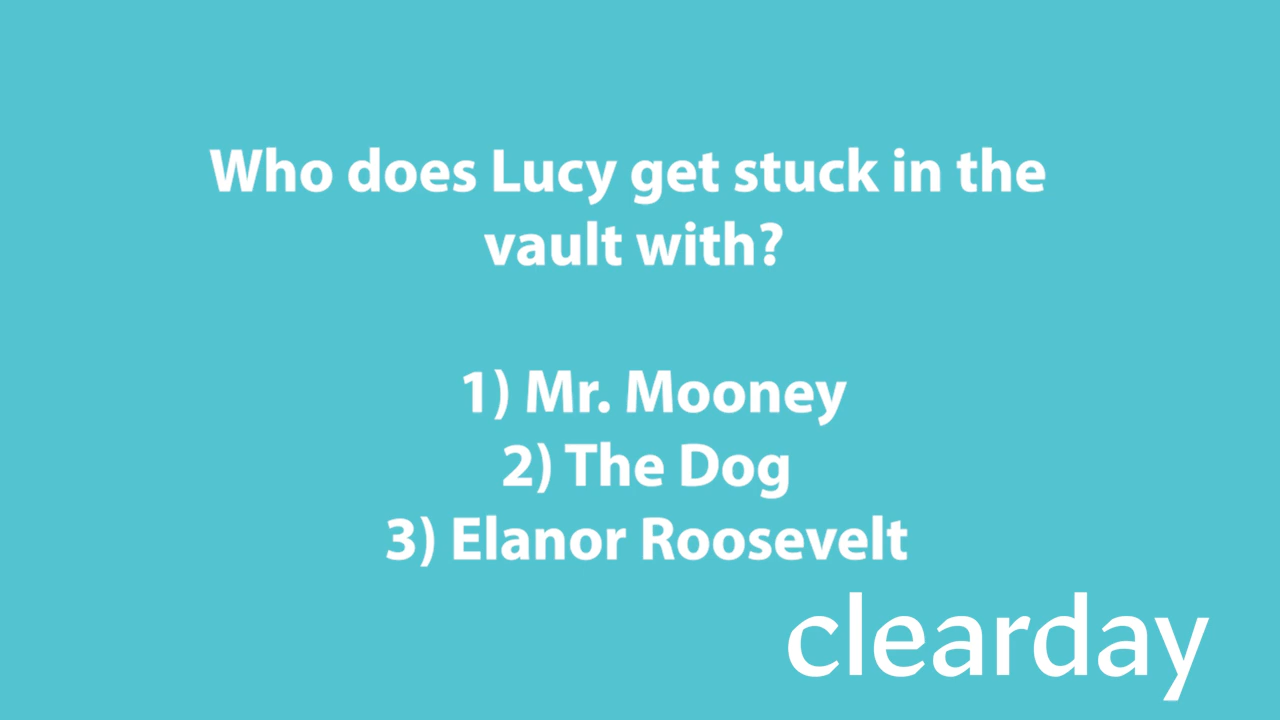 Who does Lucy get stuck in the
vault with?
1) Mr. Mooney
2) The Dog
3) Elanor Roosevelt
clearday